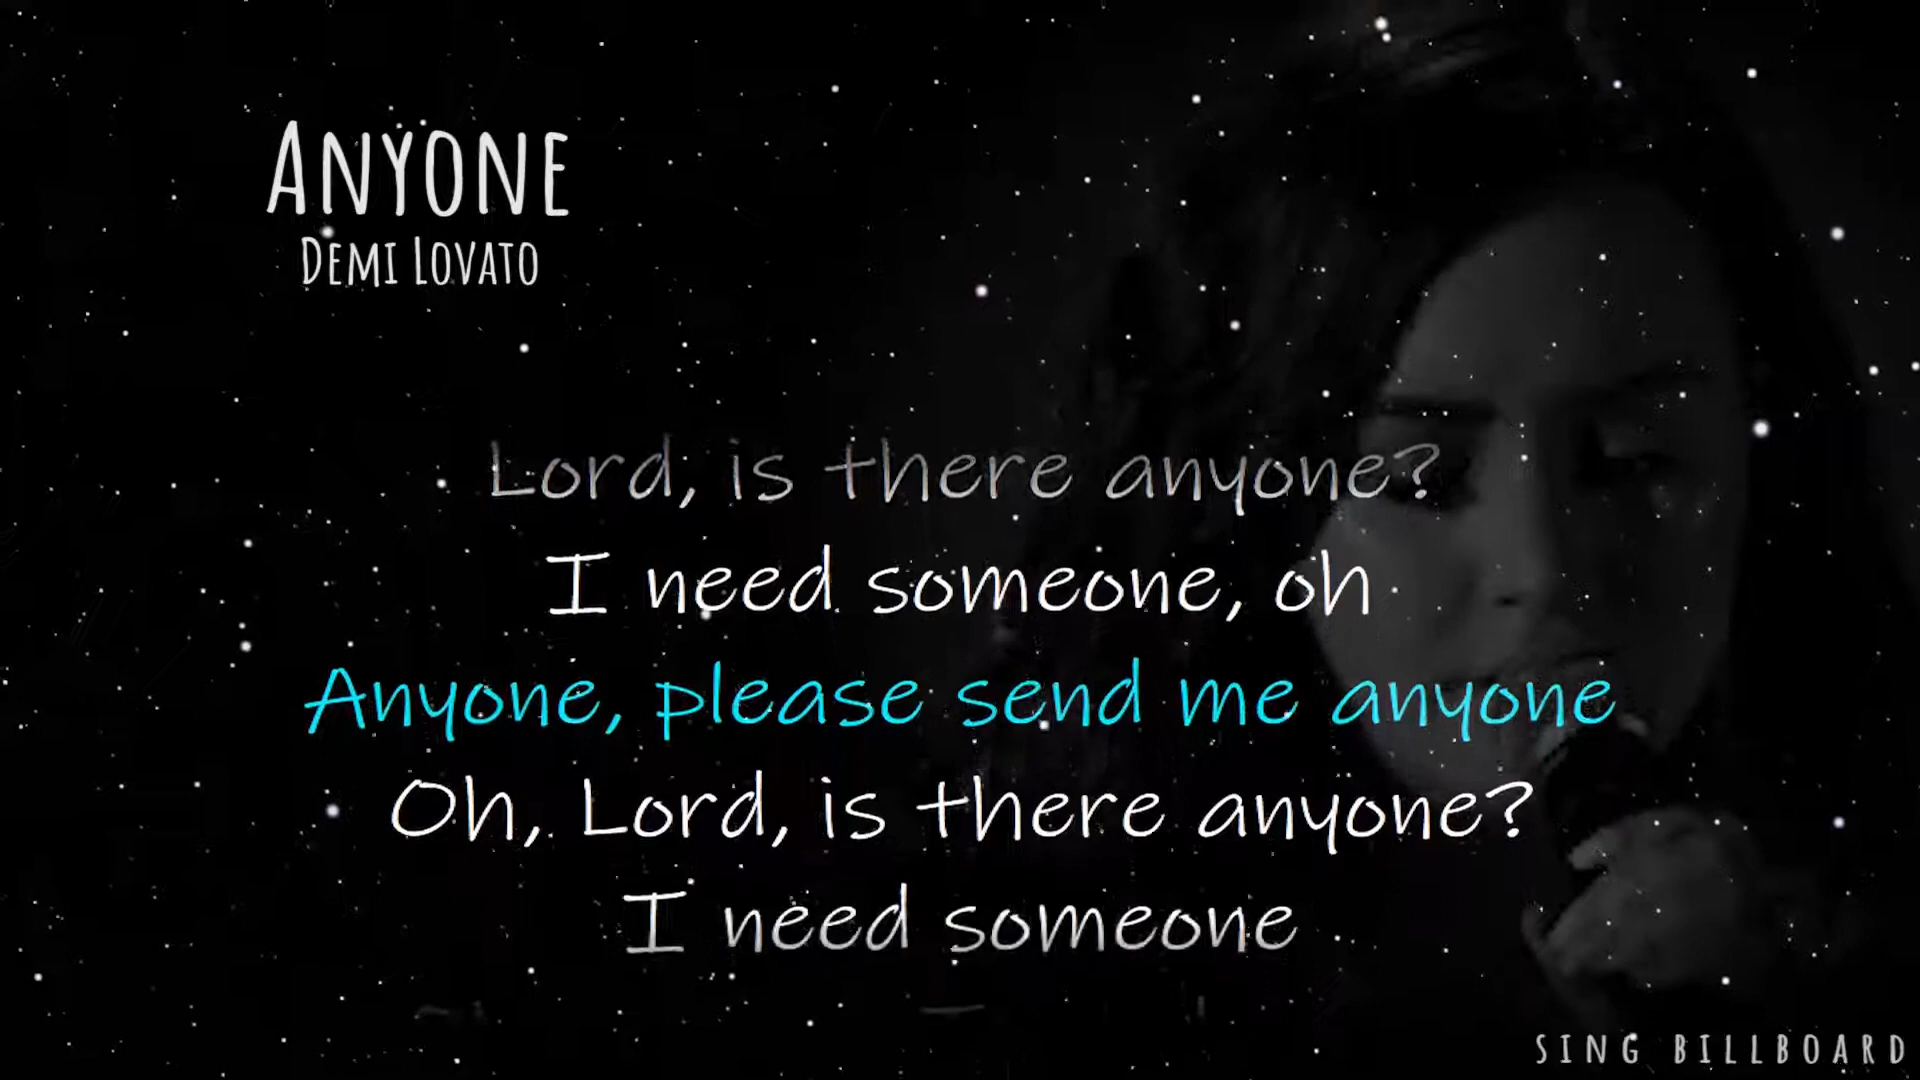 ANYONE
DEMI LOVATO
Lord, is there anyone?
I need someone, oh
Anyone, please send me anyone
Oh, Lord, is there anyone?
I need someone
SING BILLBOARD